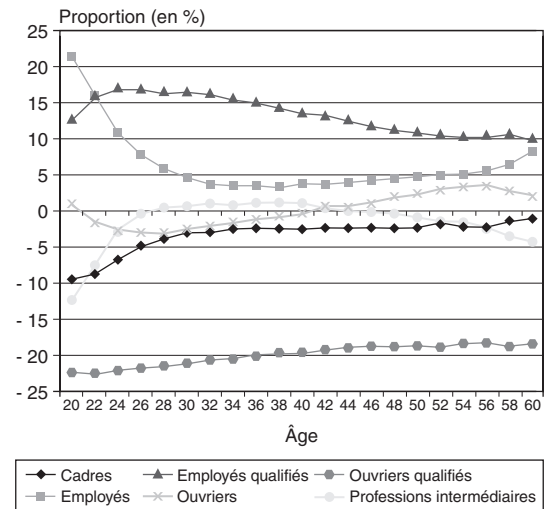 Proportion (en %)
25
20
15
10
5
0
- 5
- 10
- 15
- 20
- 25
20 22 24 26 28 30 32 34 36 38 40 42 44 46 48 50 52 54 56 58 60
Âge
Cadres Employés qualifiés Ouvriers qualifiés
Employés Ouvriers Professions intermédiaires